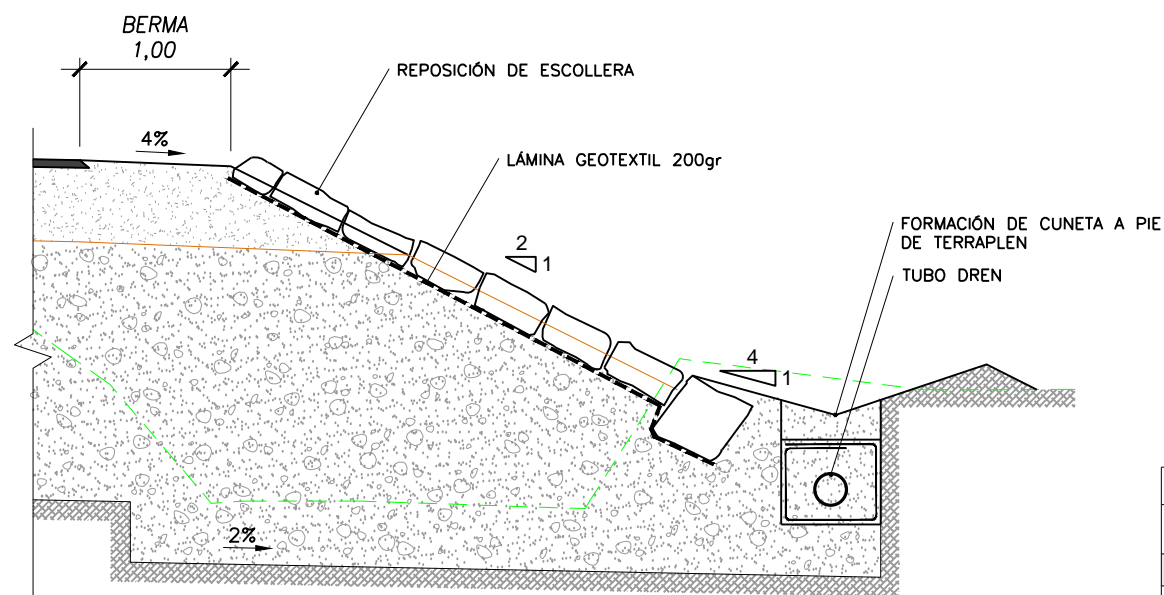 BERMA
1,00
REPOSICIÓN DE ESCOLLERA
4%
LÁMINA GEOTEXTIL 200gr
FORMACIÓN DE CUNETA A PIE
DE TERRAPLEN
2
1
TUBO DREN
4
1
2%